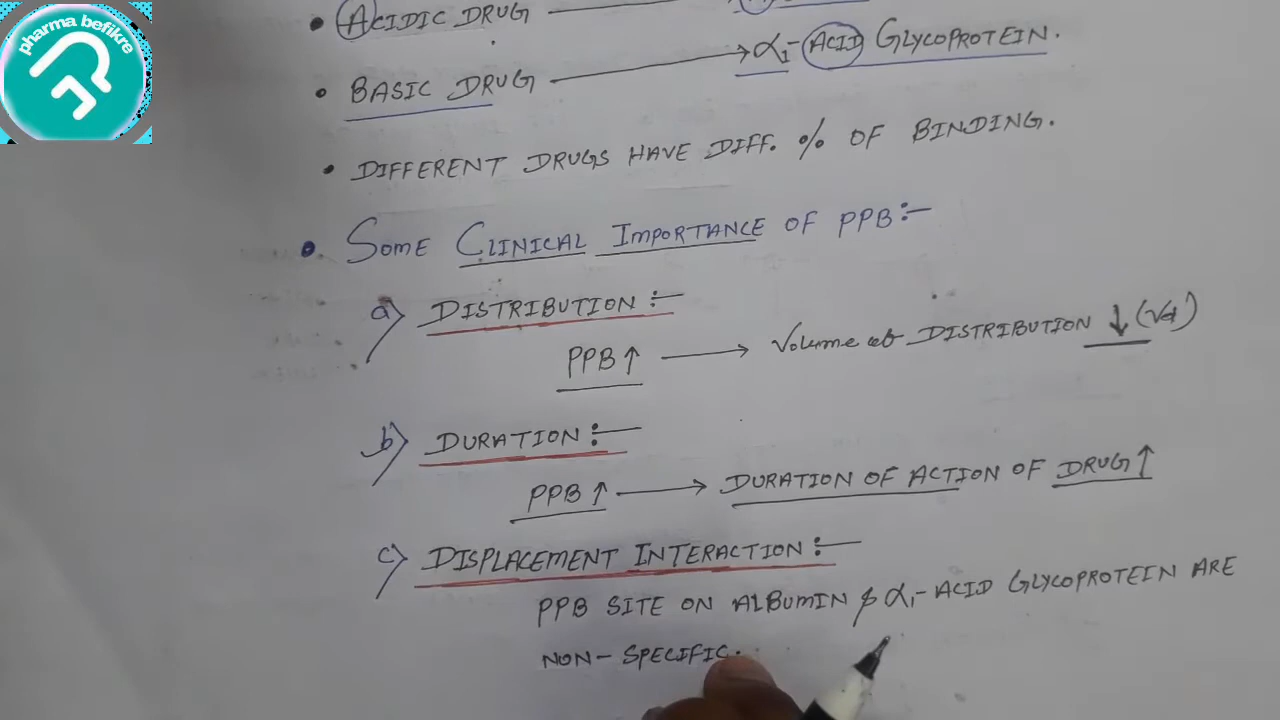 pharma befikre
• ACIDIC DRUG
• BASIC DRUG → α1-ACID GLYCOPROTEIN.
• DIFFERENT DRUGS HAVE DIFF. % OF BINDING.
• SOME CLINICAL IMPORTANCE OF PPB:-
a) DISTRIBUTION:-
PPB↑ → Volume of DISTRIBUTION ↓ (Vd)
b) DURATION:-
PPB↑ → DURATION OF ACTION OF DRUG↑
c) DISPLACEMENT INTERACTION:-
PPB SITE ON ALBUMIN & α1-ACID GLYCOPROTEIN ARE
NON-SPECIFIC.